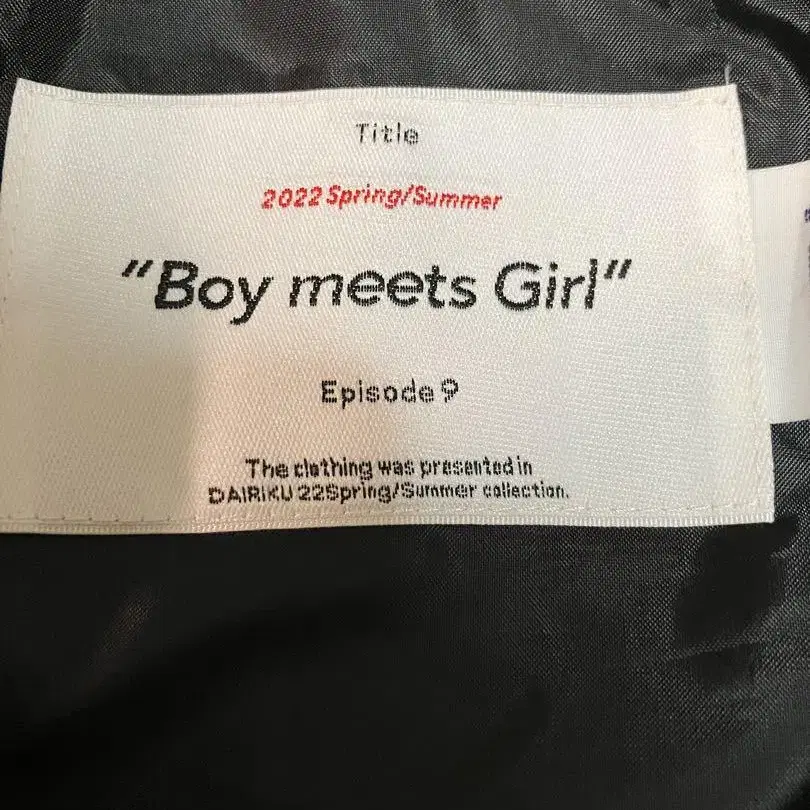 Title
2022 Spring/Summer
"Boy meets Girl"
Episode 9
The clothing was presented in
DAIRIKU 22Spring/Summer collection.